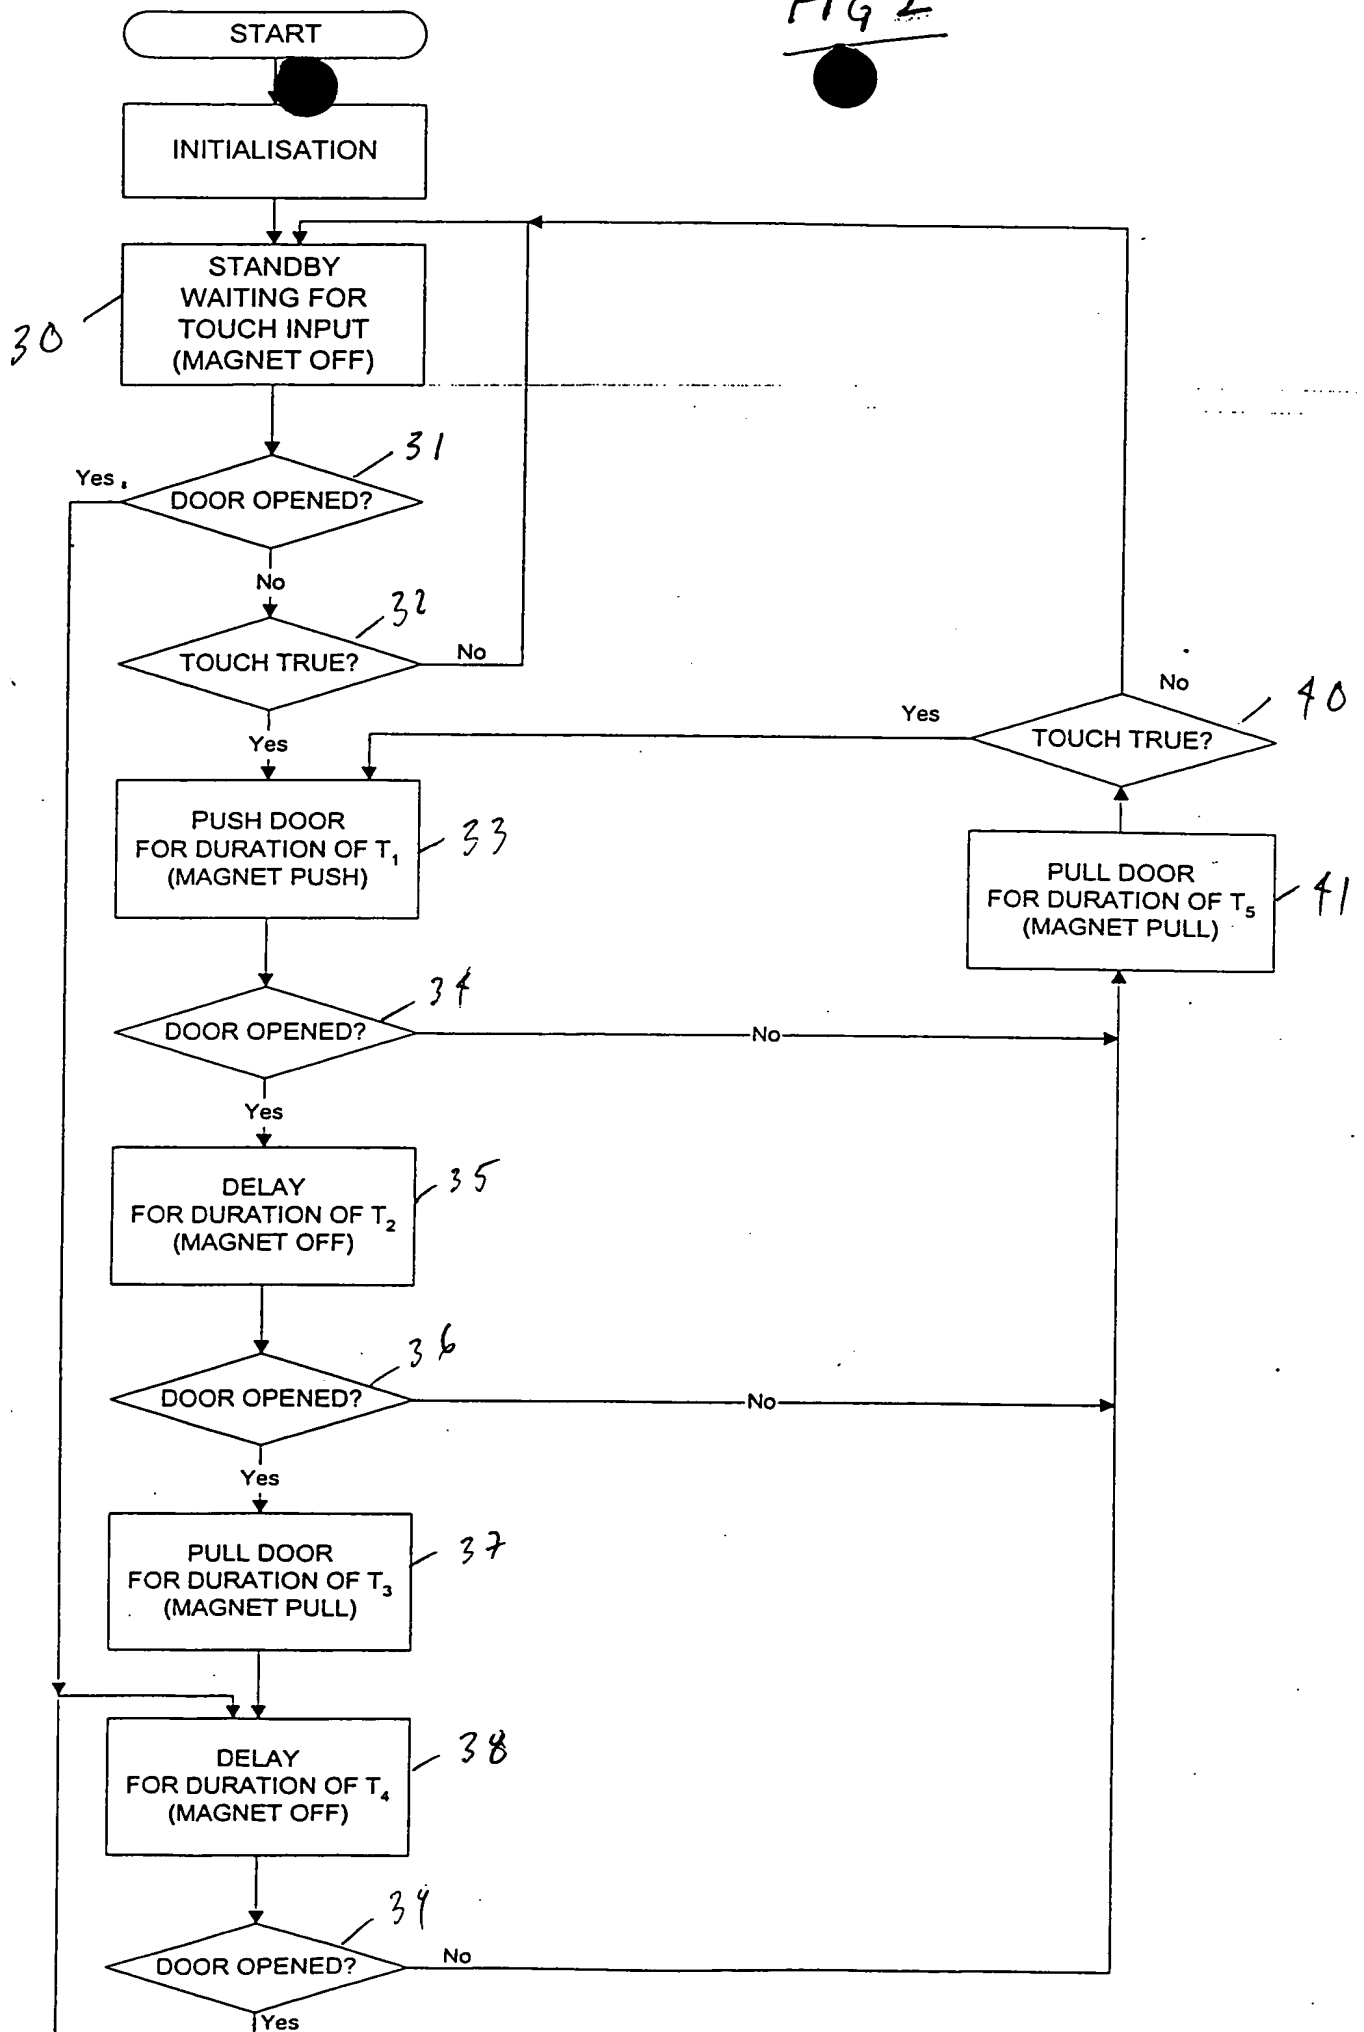 FIG 2
START
INITIALISATION
STANDBY
WAITING FOR
TOUCH INPUT
(MAGNET OFF)
30
31
Yes
DOOR OPENED?
No
32
TOUCH TRUE?
No
Yes
No
40
Yes
TOUCH TRUE?
PUSH DOOR
FOR DURATION OF T1
(MAGNET PUSH)
33
PULL DOOR
FOR DURATION OF T5
(MAGNET PULL)
41
34
DOOR OPENED?
No
Yes
DELAY
FOR DURATION OF T2
(MAGNET OFF)
35
36
DOOR OPENED?
No
Yes
PULL DOOR
FOR DURATION OF T3
(MAGNET PULL)
37
DELAY
FOR DURATION OF T4
(MAGNET OFF)
38
39
DOOR OPENED?
No
Yes